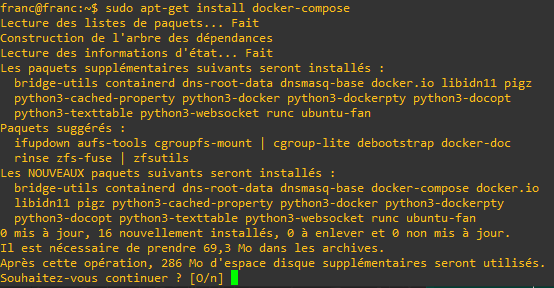 franc@franc:~$ sudo apt-get install docker-compose
Lecture des listes de paquets... Fait
Construction de l'arbre des dépendances
Lecture des informations d'état... Fait
Les paquets supplémentaires suivants seront installés :
bridge-utils containerd dns-root-data dnsmasq-base docker.io libidn11 pigz
python3-cached-property python3-docker python3-dockerpty python3-docopt
python3-texttable python3-websocket runc ubuntu-fan
Paquets suggérés :
ifupdown aufs-tools cgroupfs-mount | cgroup-lite debootstrap docker-doc
rinse zfs-fuse | zfsutils
Les NOUVEAUX paquets suivants seront installés :
bridge-utils containerd dns-root-data dnsmasq-base docker-compose docker.io
libidn11 pigz python3-cached-property python3-docker python3-dockerpty
python3-docopt python3-texttable python3-websocket runc ubuntu-fan
0 mis à jour, 16 nouvellement installés, 0 à enlever et 0 non mis à jour.
Il est nécessaire de prendre 69,3 Mo dans les archives.
Après cette opération, 286 Mo d'espace disque supplémentaires seront utilisés.
Souhaitez-vous continuer ? [O/n]